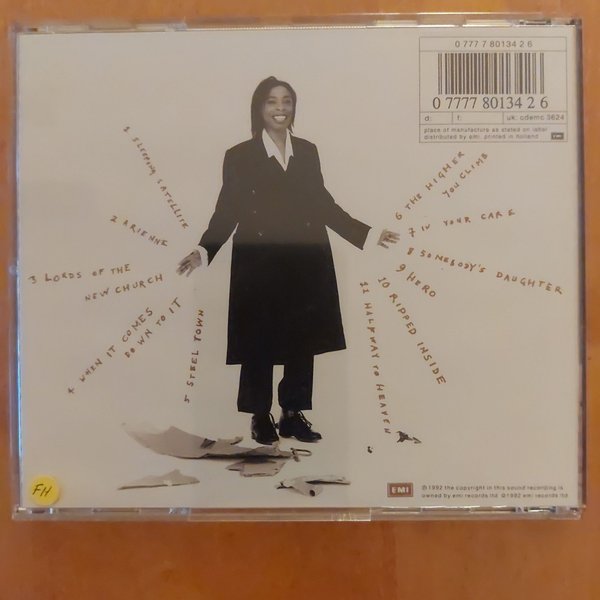 0 777 7 80134 2 6
0 07777 80134 2 6
d:
f:
uk: cdemc 3624
place of manufacture as stated on label
distributed by emi. printed in holland
EMI
1 SLEEPING SATELLITE
2 ARIENNE
3 LORDS OF THE
NEW CHURCH
4 WHEN IT COMES
DOWN TO IT
5 STEEL TOWN
6 THE HIGHER
YOU CLIMB
7 IN YOUR CARE
8 SOMEBODY'S DAUGHTER
9 HERO
10 RIPPED INSIDE
11 HALFWAY TO HEAVEN
FH
EMI
℗1992 the copyright in this sound recording is
owned by emi records ltd ©1992 emi records ltd